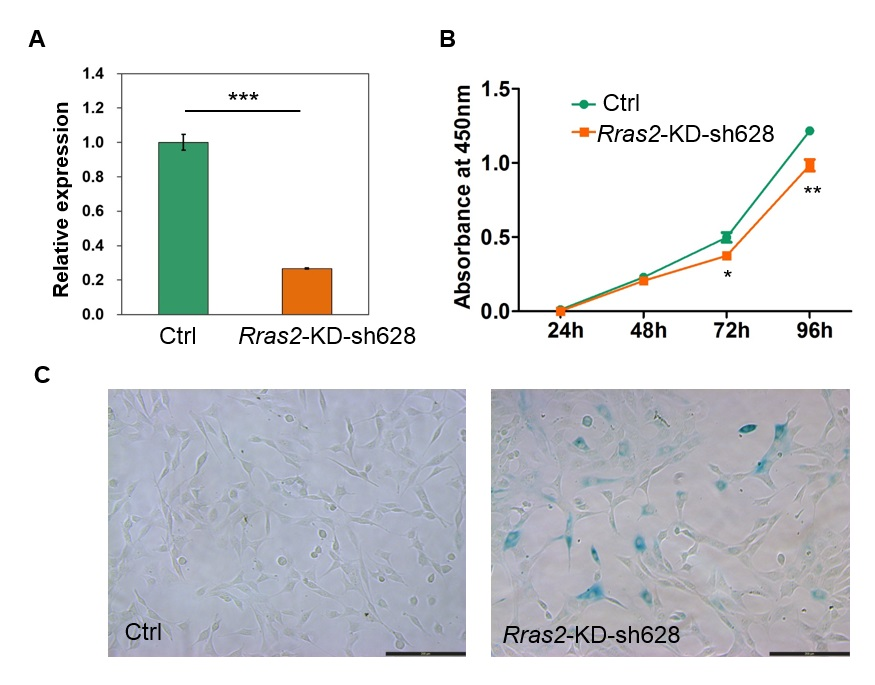 A
1.4
1.2
1.0
0.8
0.6
0.4
0.2
0.0
Relative expression
***
Ctrl
Rras2-KD-sh628
B
1.5
1.0
0.5
0.0
Absorbance at 450nm
Ctrl
Rras2-KD-sh628
**
*
24h 48h 72h 96h
C
Ctrl
Rras2-KD-sh628